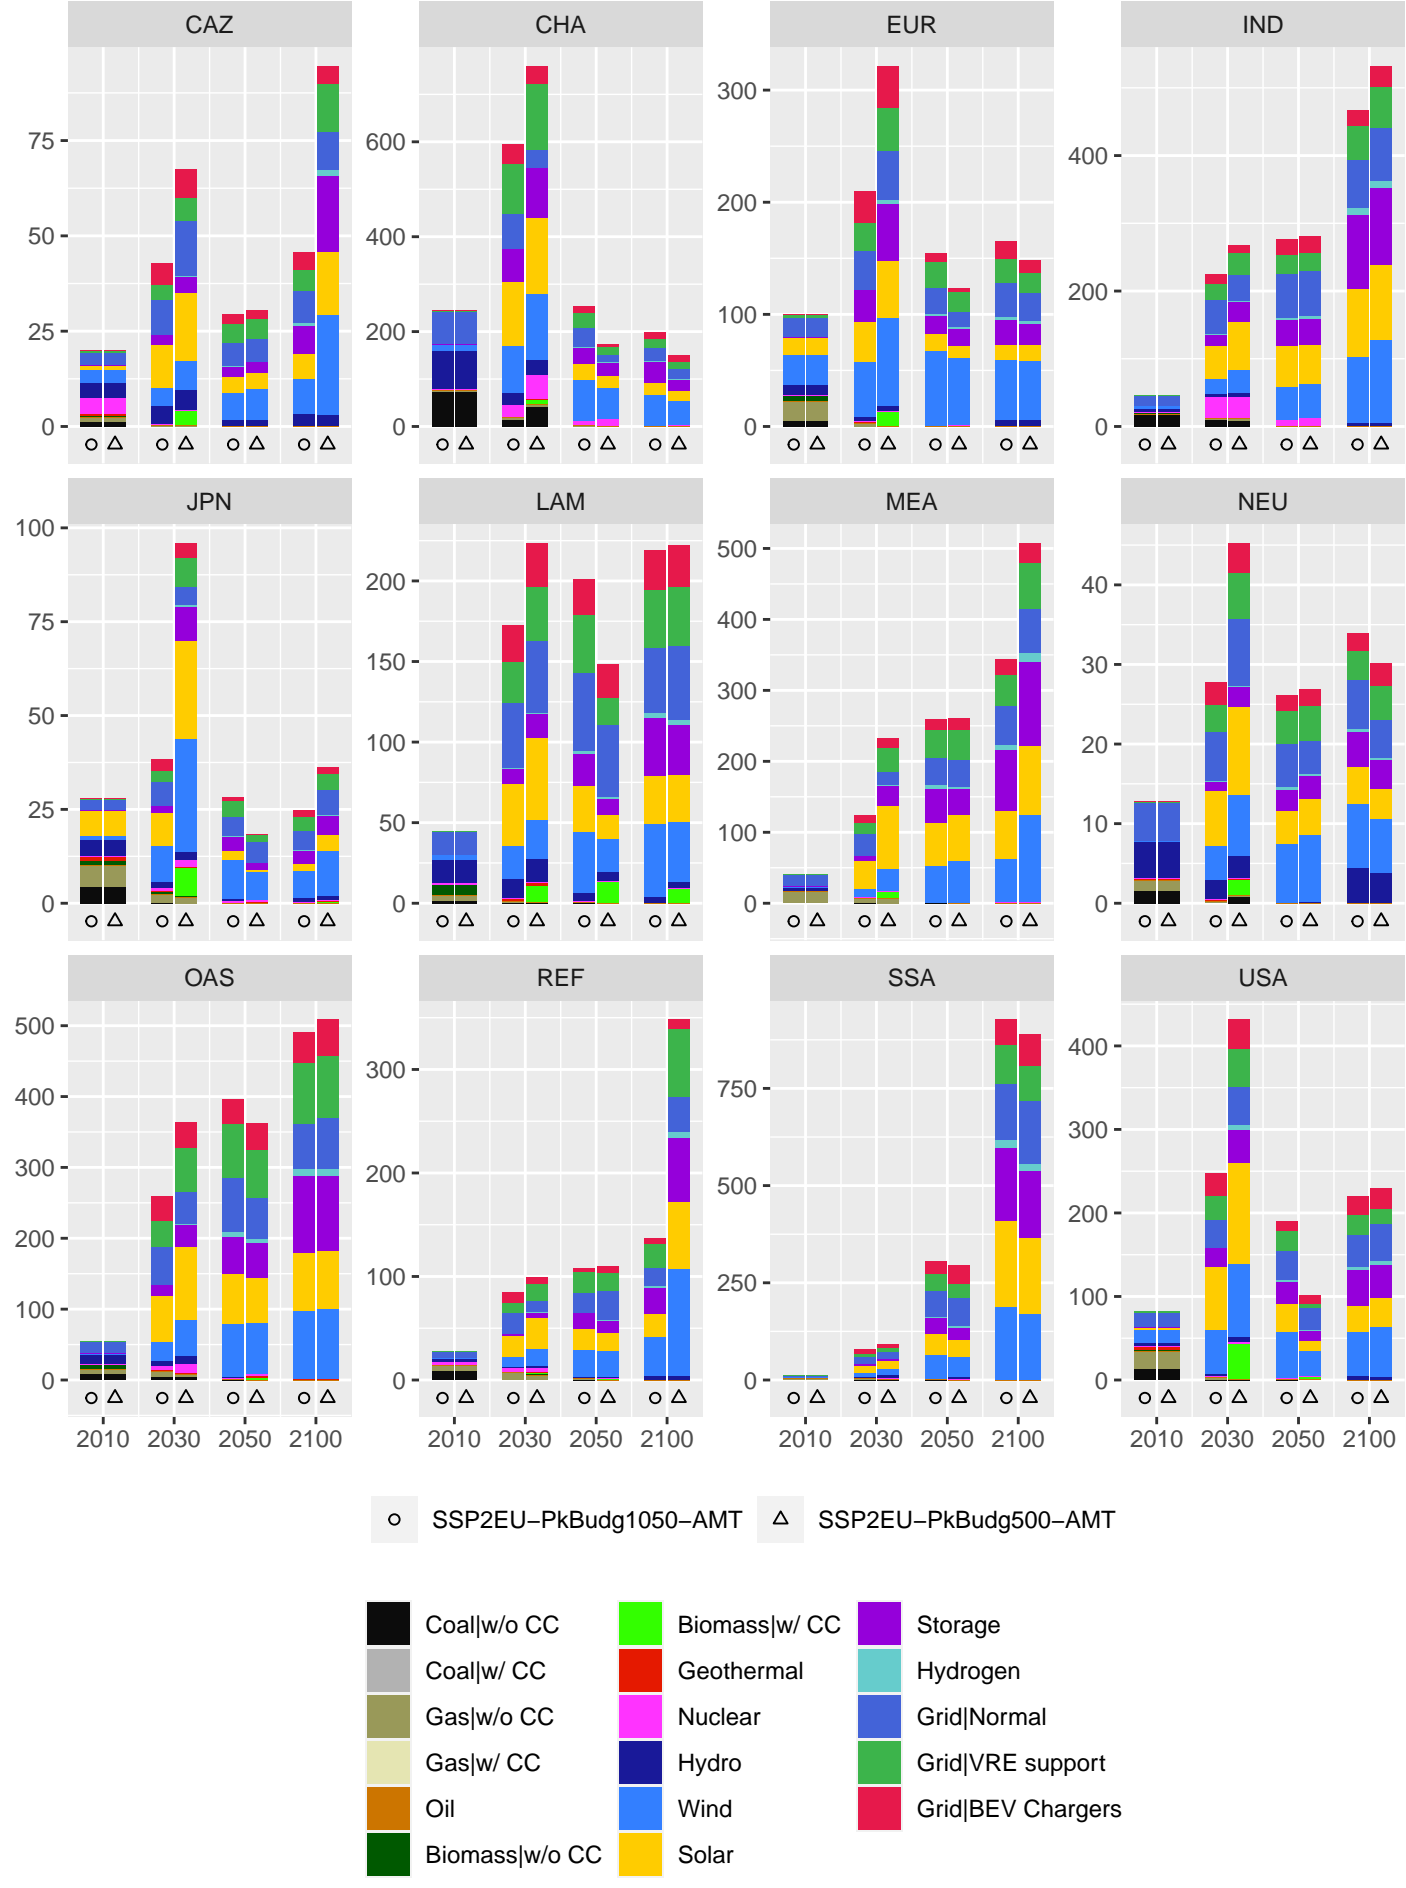 CAZ CHA EUR IND
75
50
25
0
600
400
200
0
300
200
100
0
400
200
0
JPN LAM MEA NEU
100
75
50
25
0
200
150
100
50
0
500
400
300
200
100
0
40
30
20
10
0
OAS REF SSA USA
500
400
300
200
100
0
300
200
100
0
750
500
250
0
400
300
200
100
0
2010 2030 2050 2100 2010 2030 2050 2100 2010 2030 2050 2100 2010 2030 2050 2100
SSP2EU−PkBudg1050−AMT SSP2EU−PkBudg500−AMT
Coal|w/o CC
Coal|w/ CC
Gas|w/o CC
Gas|w/ CC
Oil
Biomass|w/o CC
Biomass|w/ CC
Geothermal
Nuclear
Hydro
Wind
Solar
Storage
Hydrogen
Grid|Normal
Grid|VRE support
Grid|BEV Chargers